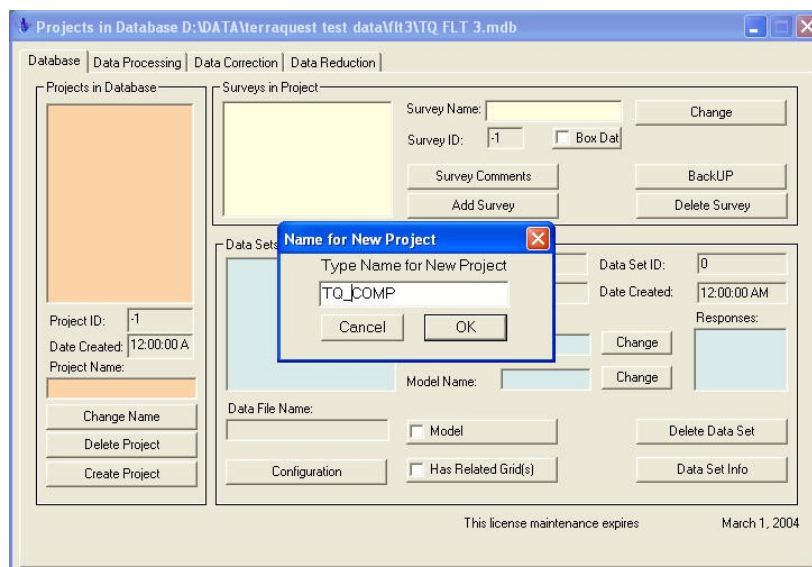 Projects in Database D:\DATA\terraquest test data\flt3\TQ FLT 3.mdb
Database Data Processing Data Correction Data Reduction
Projects in Database
Project ID: -1
Date Created: 12:00:00 A
Project Name:
Change Name
Delete Project
Create Project
Surveys in Project
Survey Name: Change
Survey ID: -1 Box Dat
Survey Comments BackUP
Add Survey Delete Survey
Name for New Project
Type Name for New Project
TQ_COMP
Cancel OK
Data Sets Data Set ID: 0
Date Created: 12:00:00 AM
Responses:
Change
Model Name: Change
Data File Name:
Model Delete Data Set
Configuration Has Related Grid(s) Data Set Info
This license maintenance expires March 1, 2004